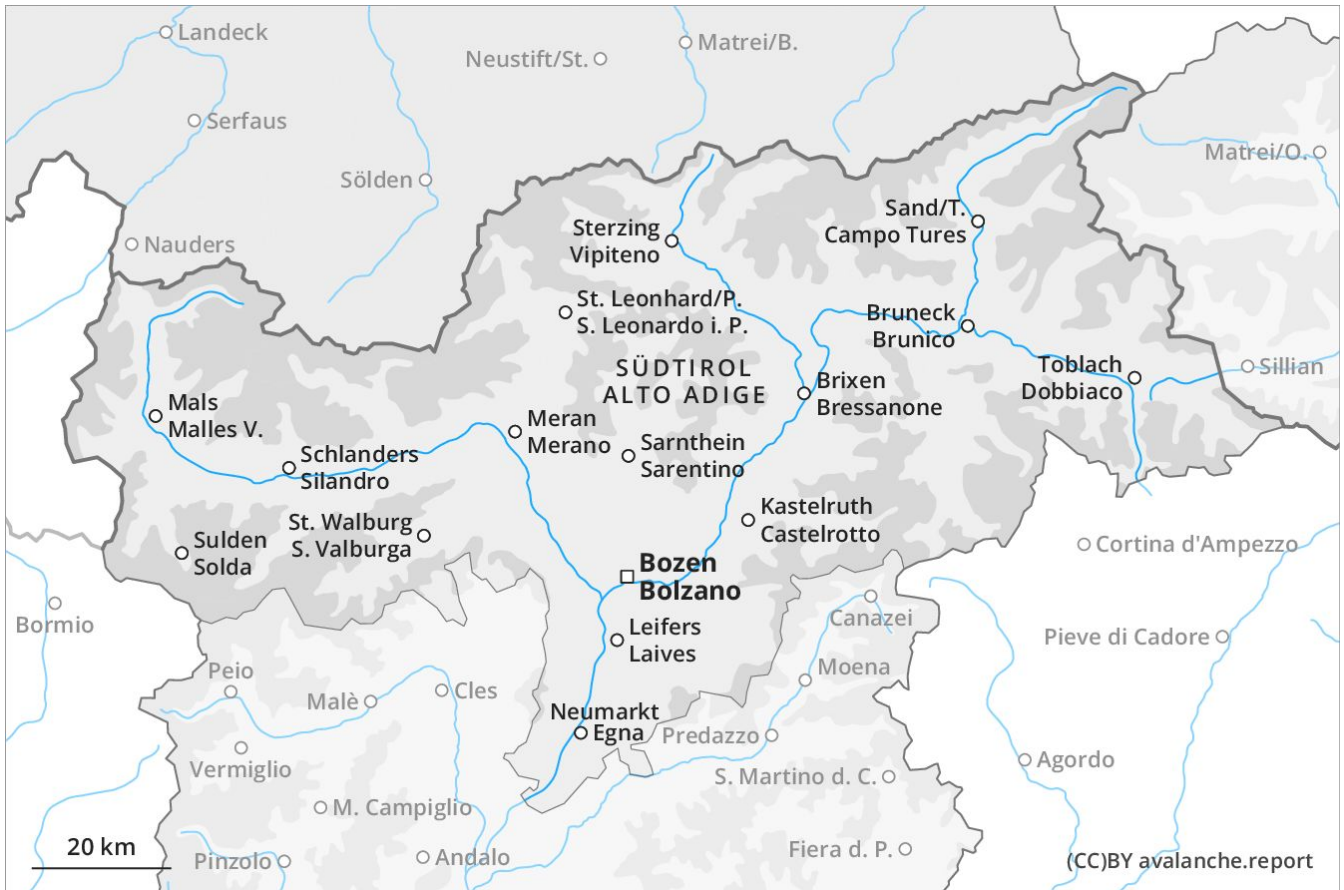 Landeck
Neustift/St.
Matrei/B.
Serfaus
Matrei/O.
Sölden
Sand/T.
Campo Tures
Sterzing
Vipiteno
Nauders
St. Leonhard/P.
S. Leonardo i. P.
Bruneck
Brunico
SÜDTIROL
ALTO ADIGE
Toblach
Dobbiaco
Sillian
Brixen
Bressanone
Mals
Malles V.
Meran
Merano
Sarnthein
Sarentino
Schlanders
Silandro
Kastelruth
Castelrotto
St. Walburg
S. Valburga
Sulden
Solda
Cortina d'Ampezzo
Bozen
Bolzano
Bormio
Leifers
Laives
Canazei
Pieve di Cadore
Peio
Moena
Malè
Cles
Neumarkt
Egna
Predazzo
Vermiglio
S. Martino d. C.
Agordo
M. Campiglio
20 km
Pinzolo
Andalo
Fiera d. P.
(CC)BY avalanche.report